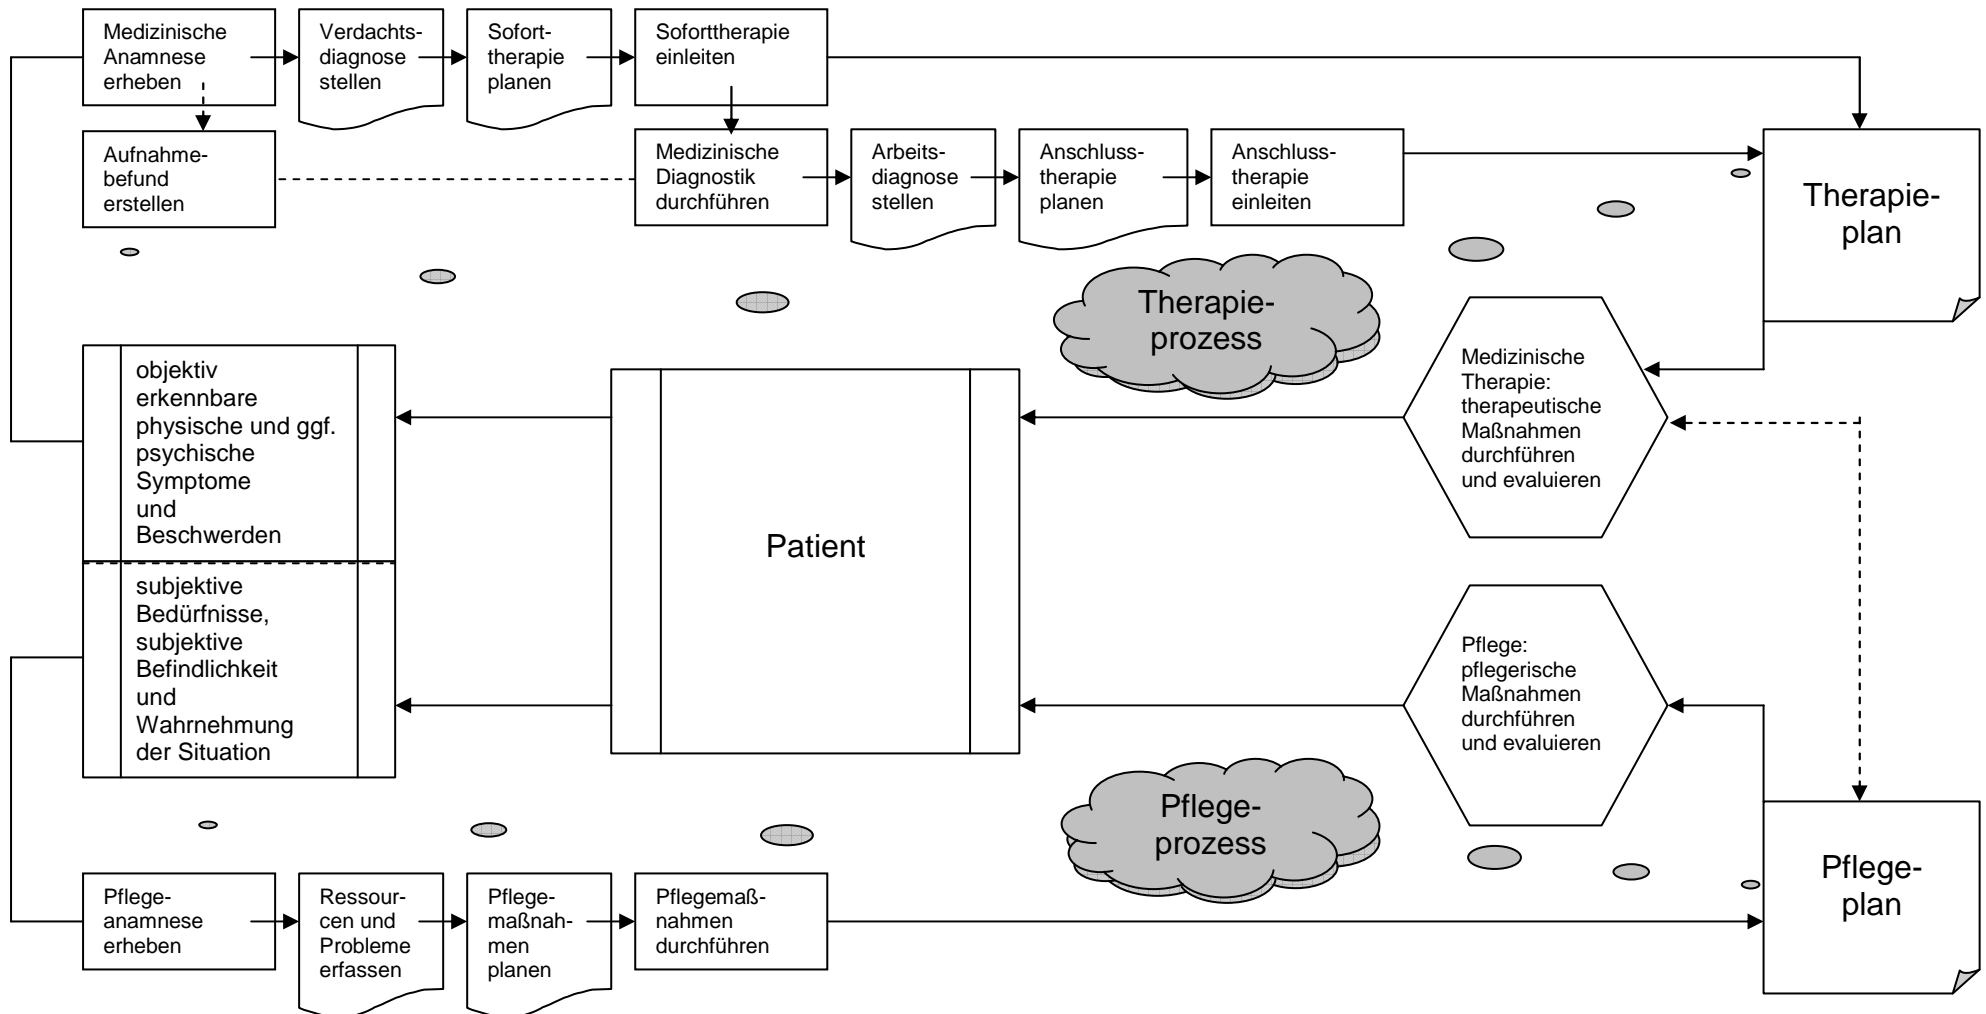 Medizinische
Anamnese
erheben
Verdachts-
diagnose
stellen
Sofort-
therapie
planen
Soforttherapie
einleiten
Aufnahme-
befund
erstellen
Medizinische
Diagnostik
durchführen
Arbeits-
diagnose
stellen
Anschluss-
therapie
planen
Anschluss-
therapie
einleiten
Therapie-
plan
Therapie-
prozess
objektiv
erkennbare
physische und ggf.
psychische
Symptome
und
Beschwerden
Patient
Medizinische
Therapie:
therapeutische
Maßnahmen
durchführen
und evaluieren
subjektive
Bedürfnisse,
subjektive
Befindlichkeit
und
Wahrnehmung
der Situation
Pflege:
pflegerische
Maßnahmen
durchführen
und evaluieren
Pflege-
prozess
Pflege-
plan
Pflege-
anamnese
erheben
Ressour-
cen und
Probleme
erfassen
Pflege-
maßnah-
men
planen
Pflegemaß-
nahmen
durchführen